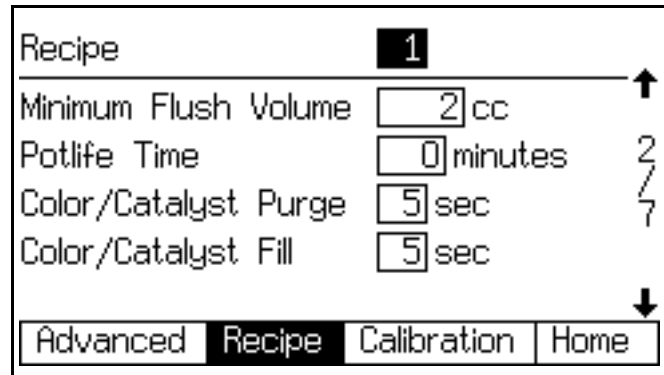 Recipe 1
Minimum Flush Volume 2 cc
Potlife Time 0 minutes
Color/Catalyst Purge 5 sec
Color/Catalyst Fill 5 sec
2/7
Advanced Recipe Calibration Home